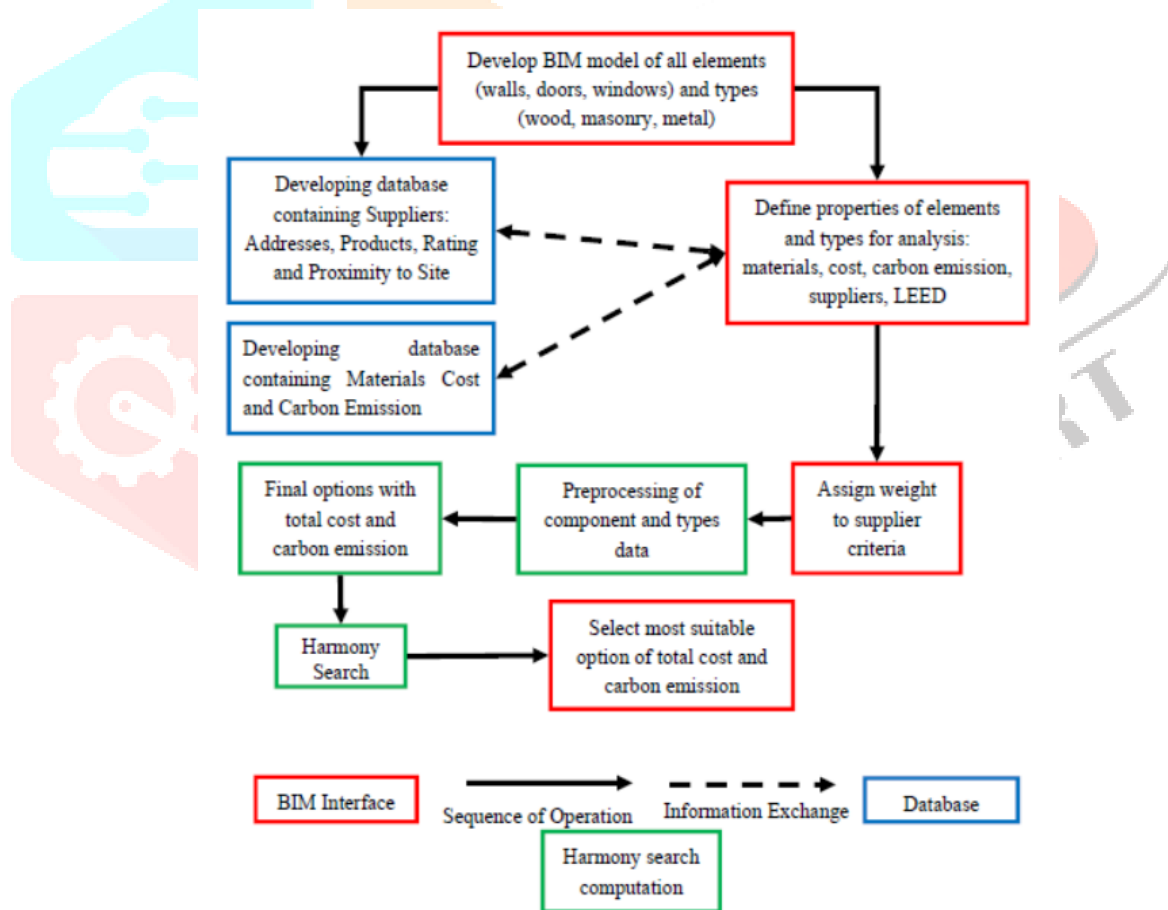 Develop BIM model of all elements
(walls, doors, windows) and types
(wood, masonry, metal)
Developing database
containing Suppliers:
Addresses, Products, Rating
and Proximity to Site
Define properties of elements
and types for analysis:
materials, cost, carbon emission,
suppliers, LEED
Developing database
containing Materials Cost
and Carbon Emission
Final options with
total cost and
carbon emission
Preprocessing of
component and types
data
Assign weight
to supplier
criteria
Harmony
Search
Select most suitable
option of total cost and
carbon emission
BIM Interface
Sequence of Operation
Information Exchange
Database
Harmony search
computation
RT